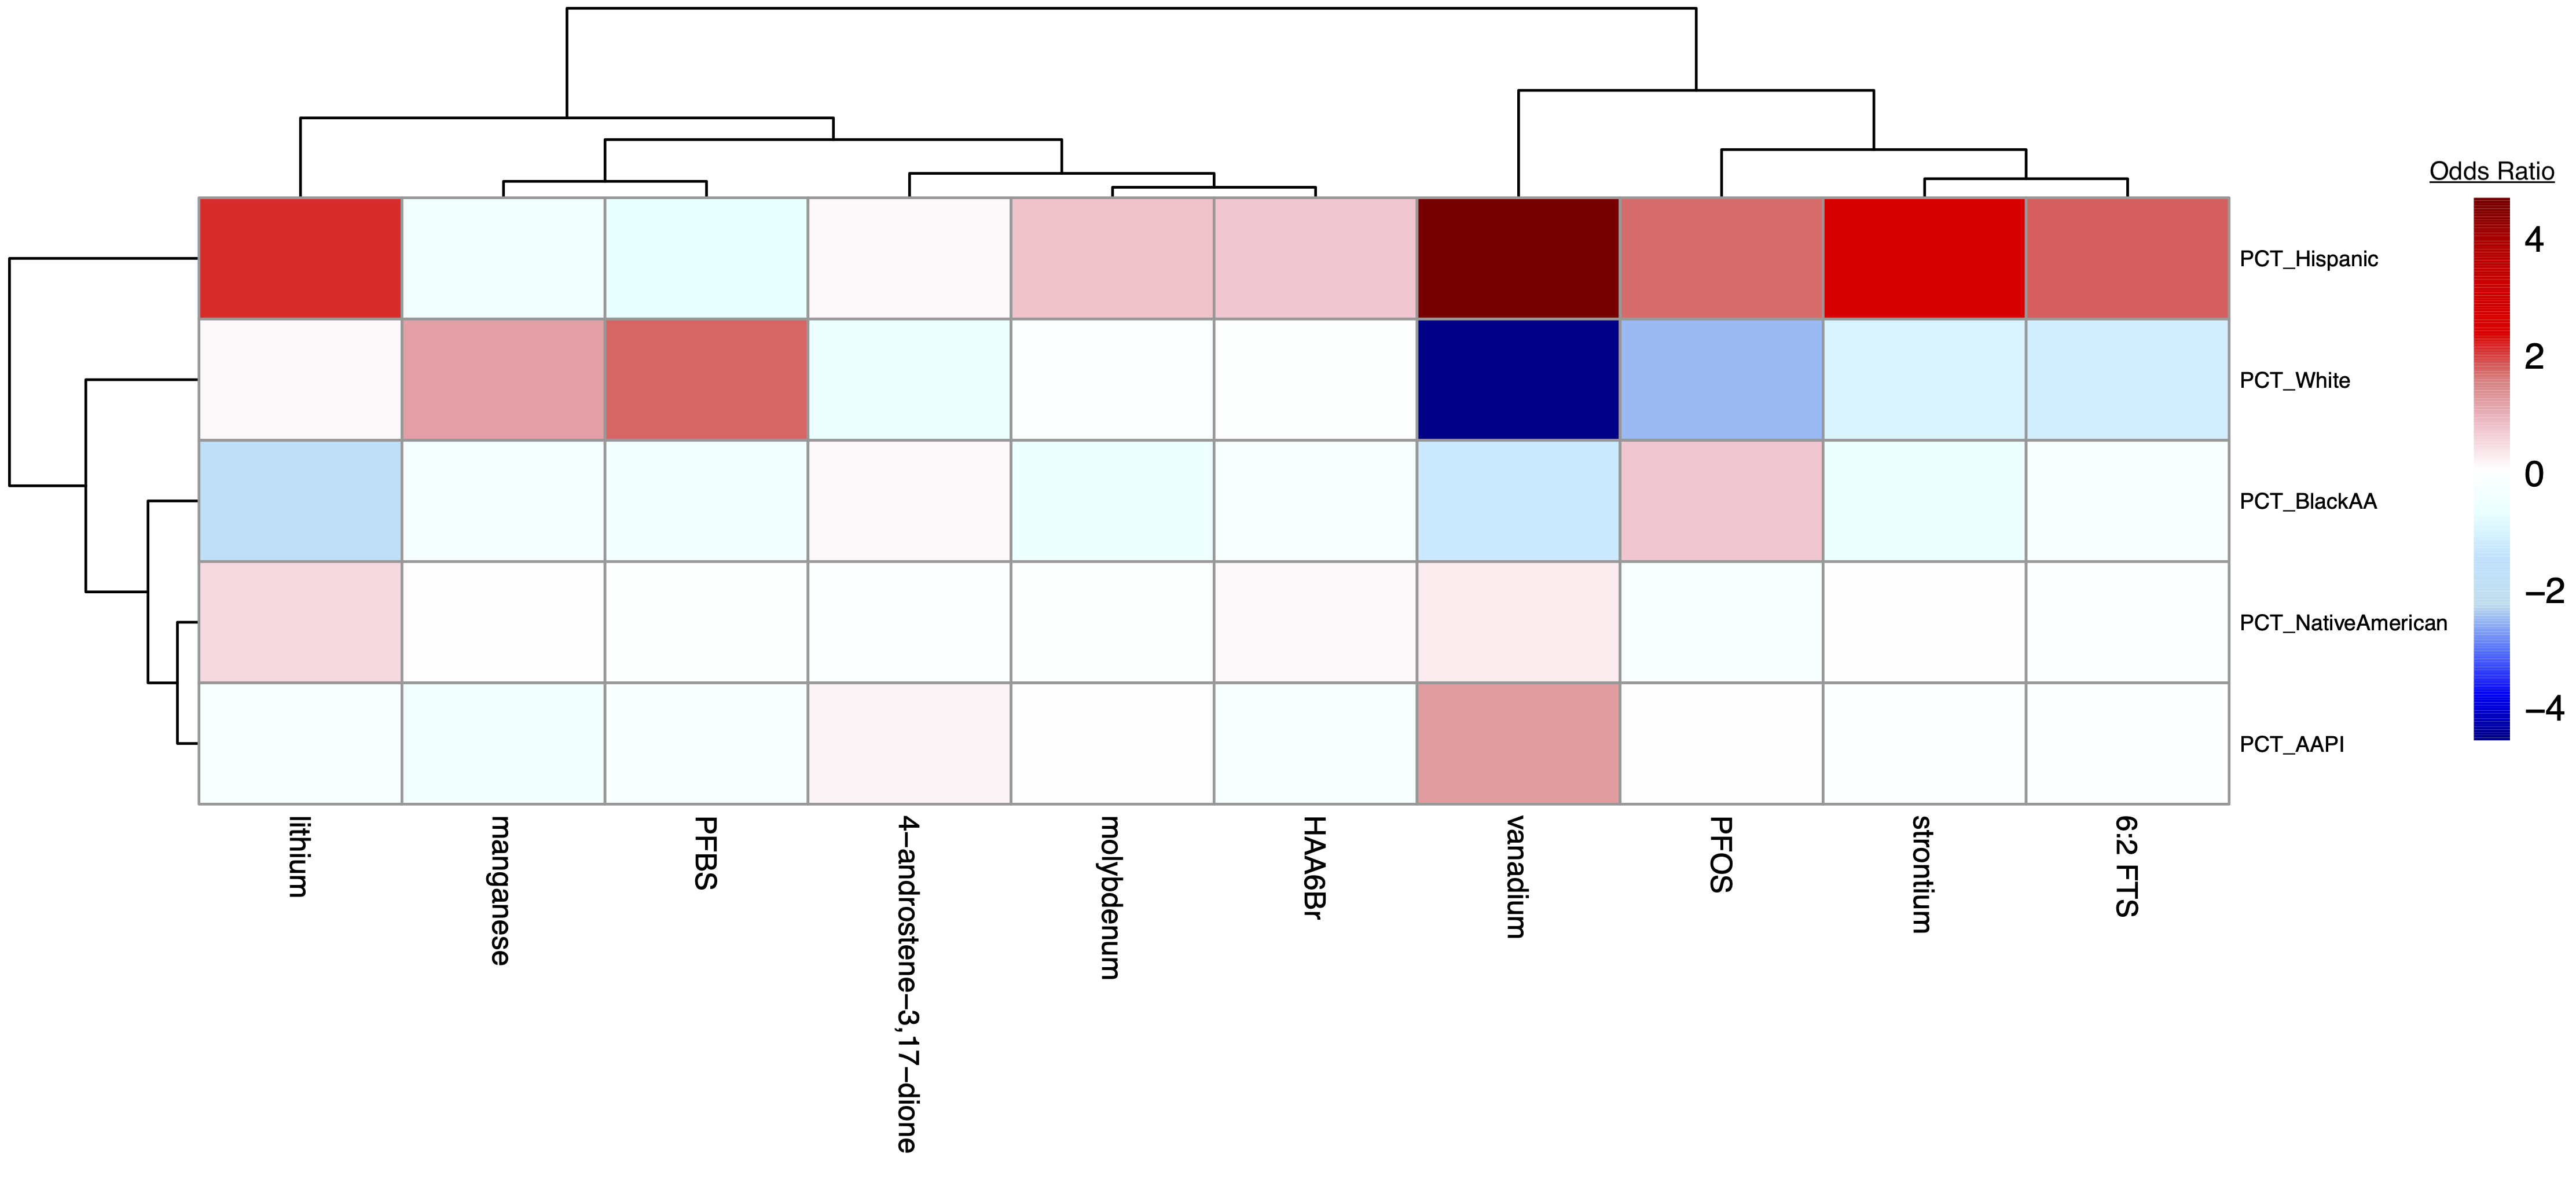 Odds Ratio
4
2
0
−2
−4
PCT_Hispanic
PCT_White
PCT_BlackAA
PCT_NativeAmerican
PCT_AAPI
lithium
manganese
PFBS
4−androstene−3,17−dione
molybdenum
HAA6Br
vanadium
PFOS
strontium
6:2 FTS